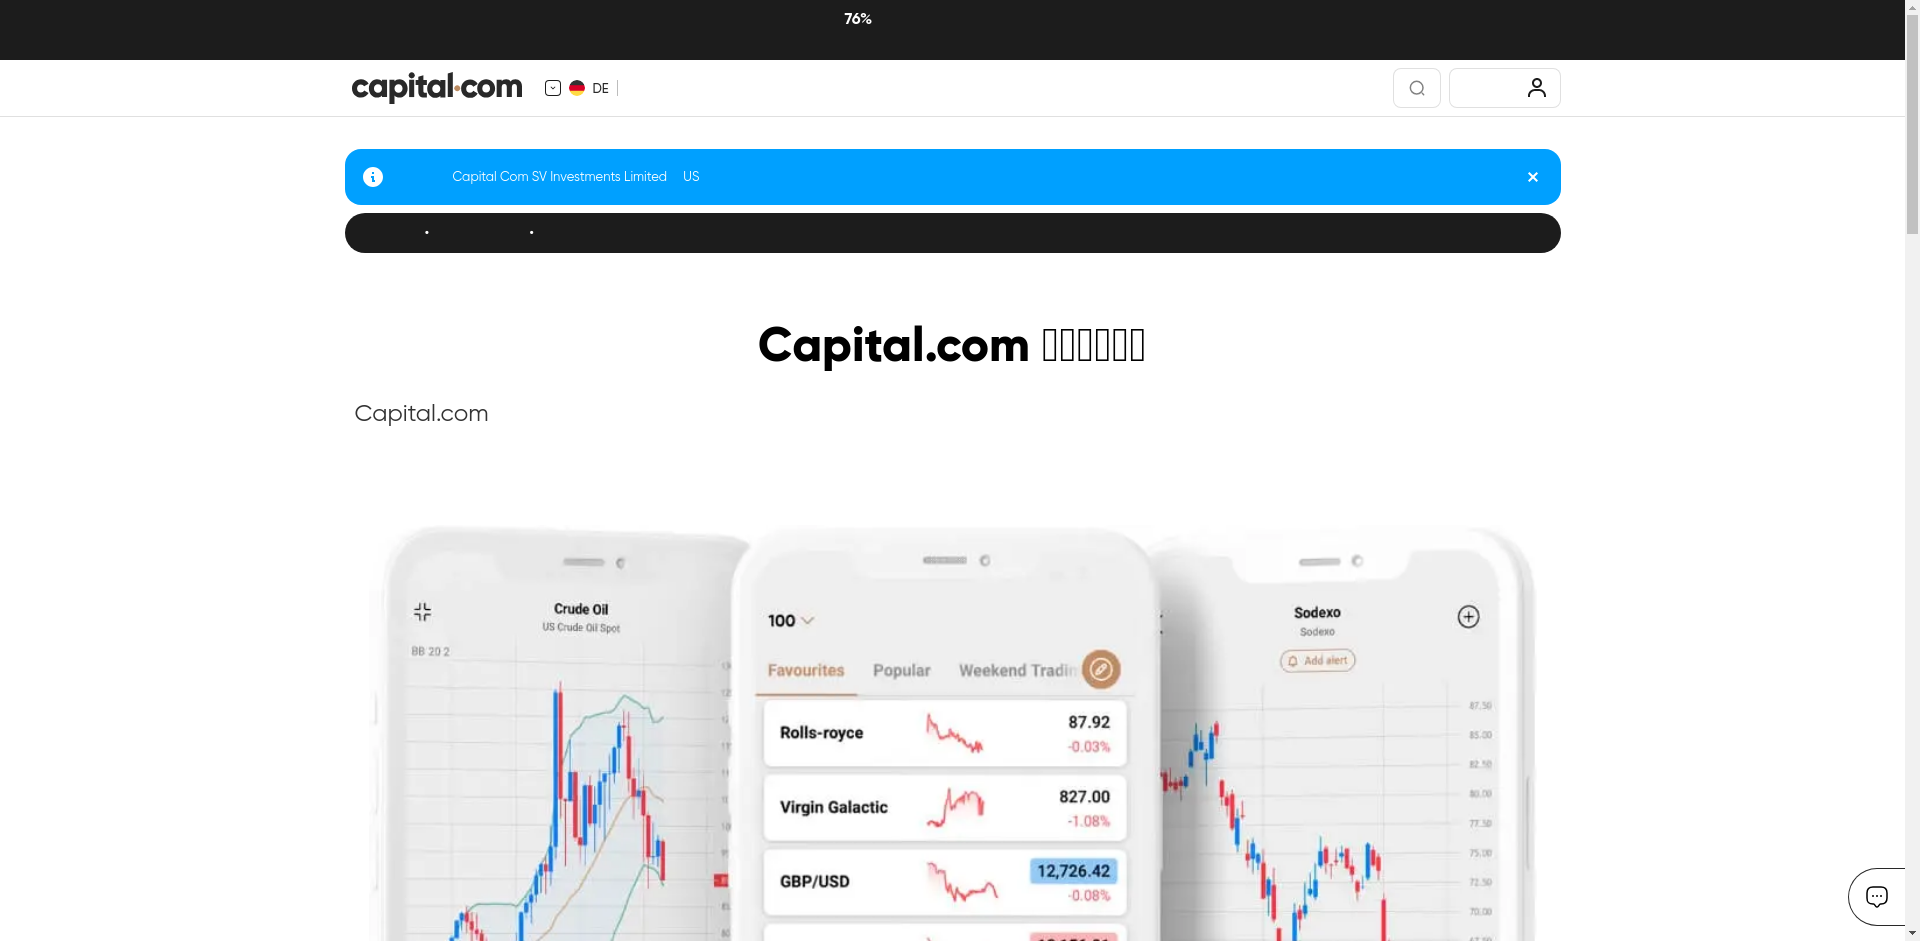 76%
capital.com
DE
Capital Com SV Investments Limited US
Capital.com
Capital.com
Crude Oil
US Crude Oil Spot
BB 20 2
100
Favourites Popular Weekend Tradin
Rolls-royce 87.92
-0.03%
Virgin Galactic 827.00
-1.08%
GBP/USD 12,726.42
-0.08%
Sodexo
Sodexo
Add alert
87.50
85.00
82.50
80.00
77.50
75.00
72.50
70.00